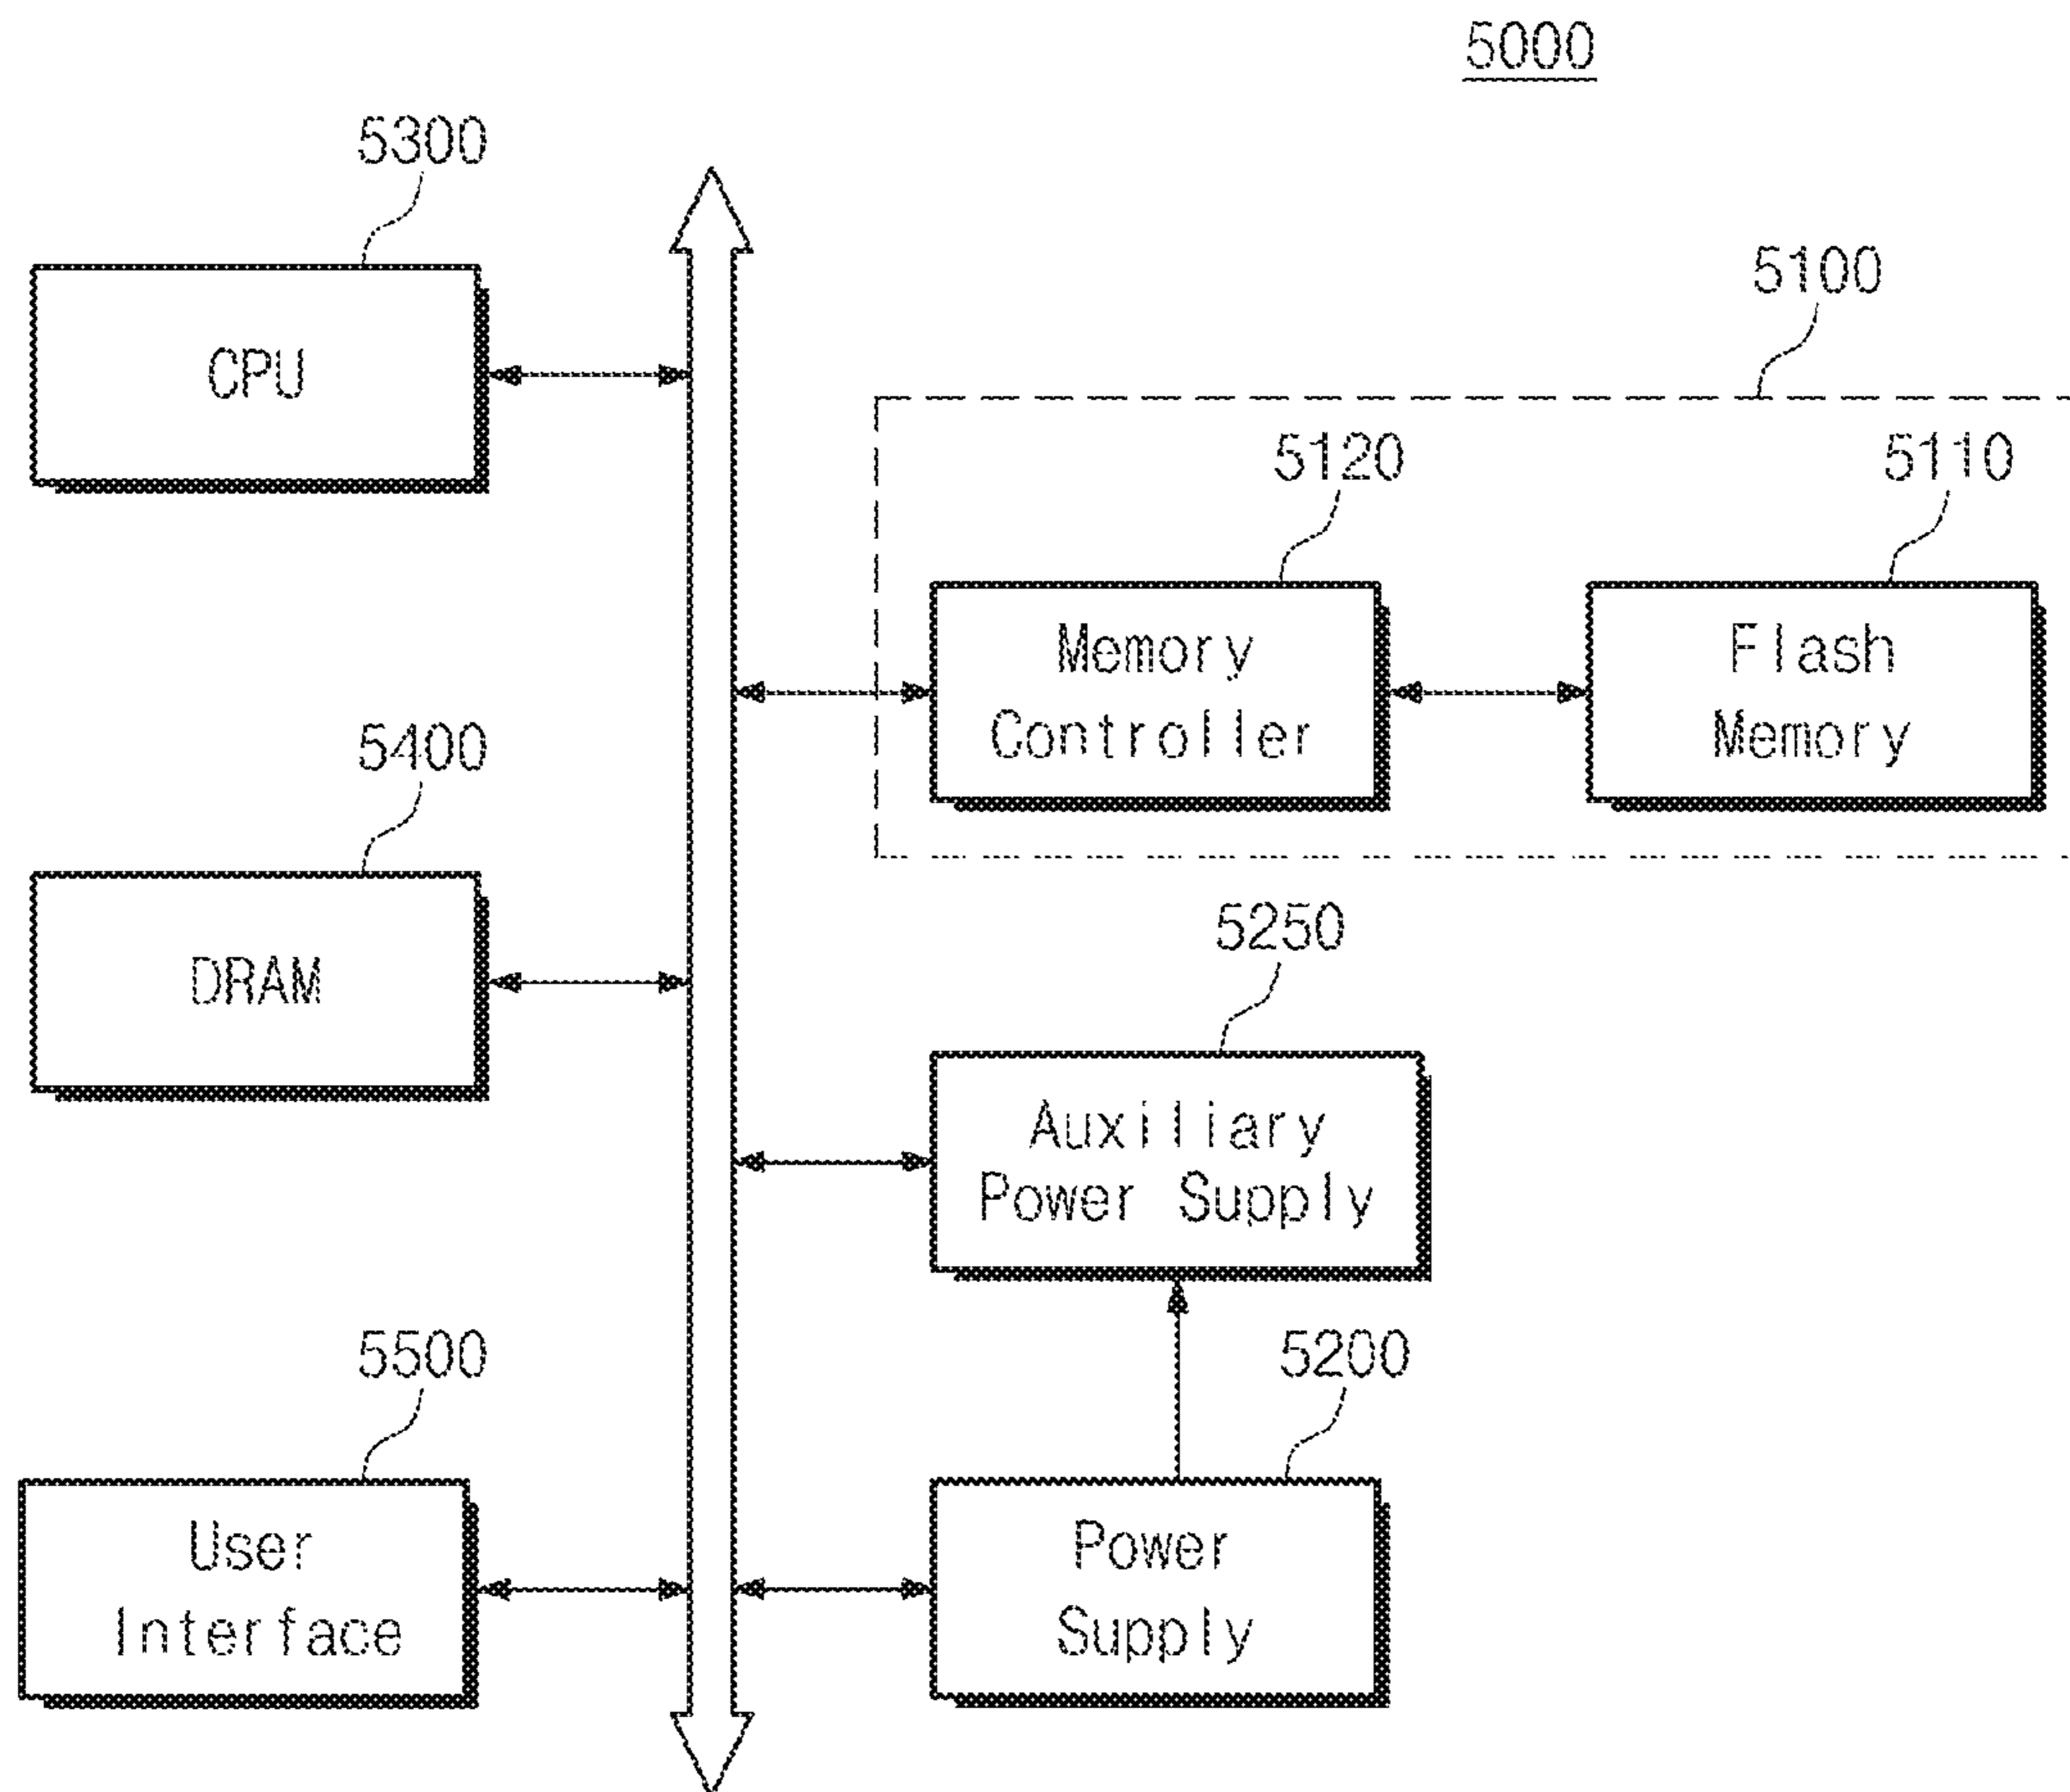 5000
5300
CPU
5100
5120
5110
Memory
Controller
Flash
Memory
5400
DRAM
5250
Auxiliary
Power Supply
5500
User
Interface
5200
Power
Supply